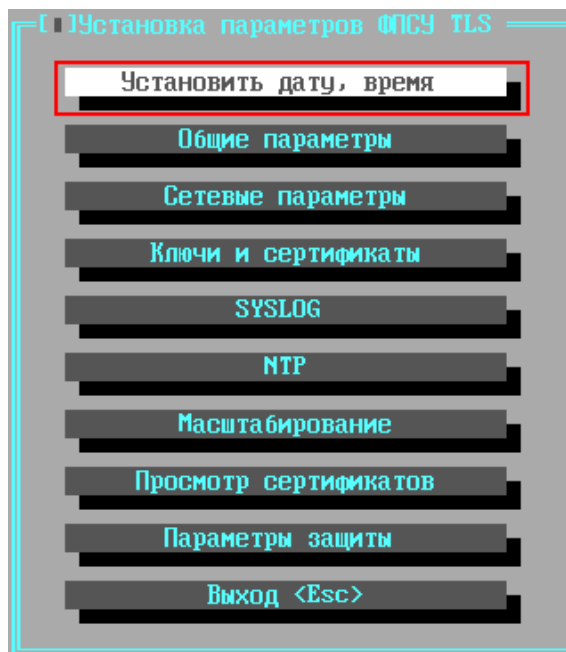 [▮]Установка параметров ФПСУ TLS
Установить дату, время
Общие параметры
Сетевые параметры
Ключи и сертификаты
SYSLOG
NTP
Масштабирование
Просмотр сертификатов
Параметры защиты
Выход <Esc>